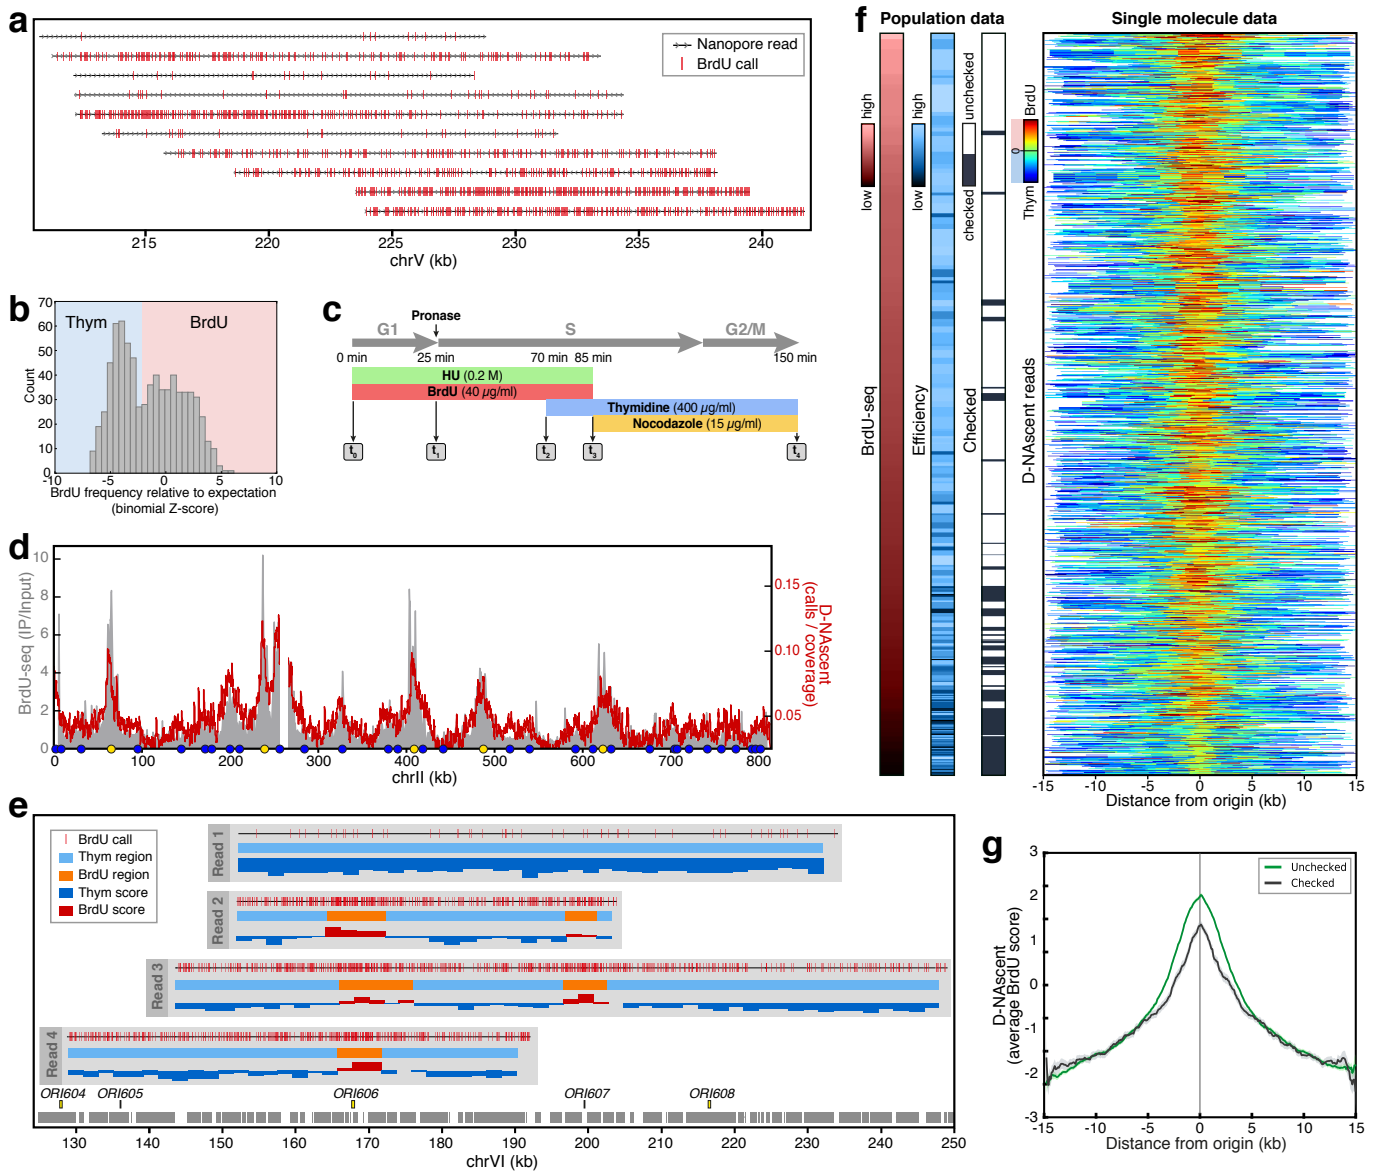 a
Nanopore read
BrdU call
215
220
225
230
235
240
chrV (kb)
b
Thym
BrdU
Count
70
60
50
40
30
20
10
0
-10
-5
0
5
10
BrdU frequency relative to expectation
(binomial Z-score)
c
Pronase
G1
S
G2/M
0 min
25 min
70 min
85 min
150 min
HU (0.2 M)
BrdU (40 µg/ml)
Thymidine (400 µg/ml)
Nocodazole (15 µg/ml)
t0
t1
t2
t3
t4
d
BrdU-seq (IP/Input)
10
8
6
4
2
0
0.15
0.10
0.05
D-NAscent
(calls / coverage)
0
100
200
300
400
500
600
700
800
chrII (kb)
e
BrdU call
Thym region
BrdU region
Thym score
BrdU score
Read 1
Read 2
Read 3
Read 4
ORI604
ORI605
ORI606
ORI607
ORI608
130
140
150
160
170
180
190
200
210
220
230
240
250
chrVI (kb)
f
Population data
Single molecule data
high
low
BrdU-seq
high
low
Efficiency
unchecked
checked
Checked
BrdU
0
Thym
D-NAscent reads
-15
-10
-5
0
5
10
15
Distance from origin (kb)
g
Unchecked
Checked
D-NAscent
(average BrdU score)
3
2
1
-1
-2
-3
-15
-10
-5
0
5
10
15
Distance from origin (kb)